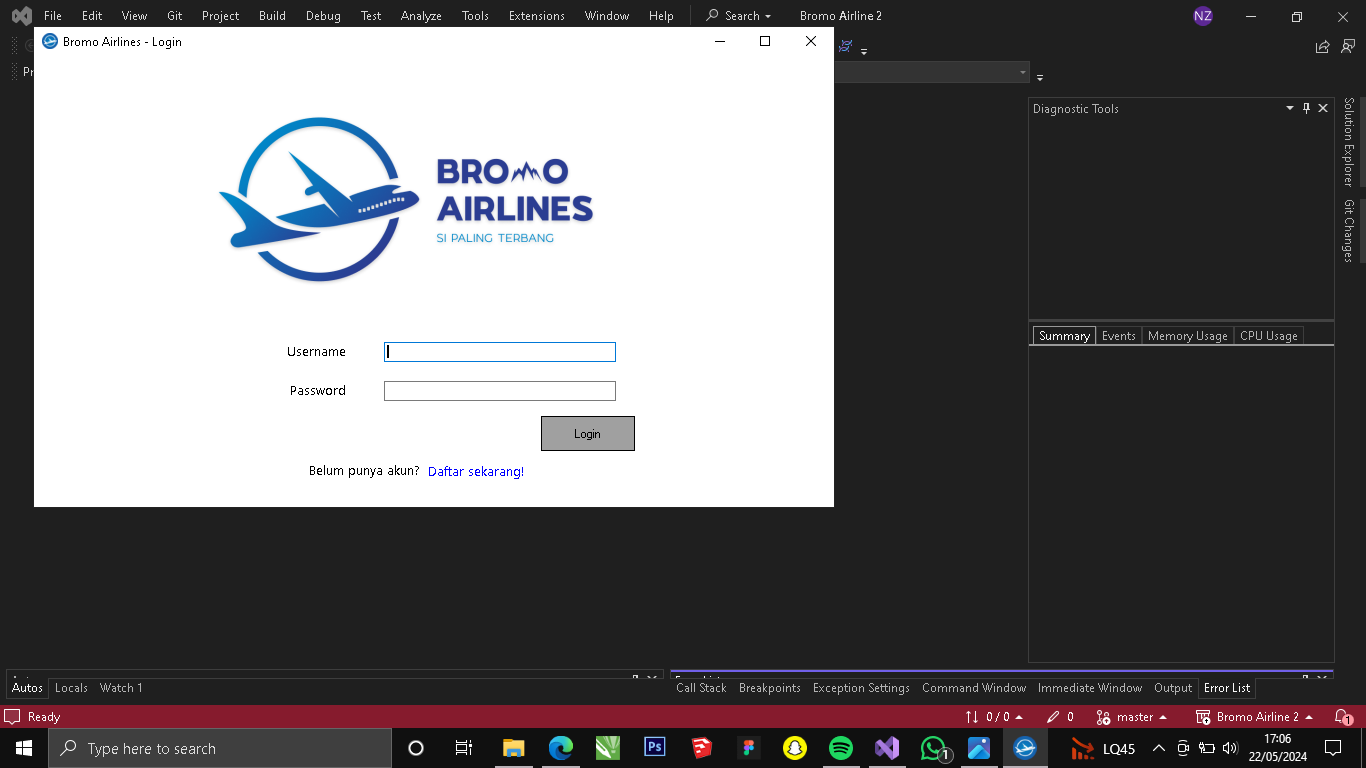 File Edit View Git Project Build Debug Test Analyze Tools Extensions Window Help Search Bromo Airline 2 NZ
Bromo Airlines - Login
Diagnostic Tools
Solution Explorer
Git Changes
BROMO
AIRLINES
SI PALING TERBANG
Summary Events Memory Usage CPU Usage
Username
Password
Login
Belum punya akun? Daftar sekarang!
Autos Locals Watch 1
Call Stack Breakpoints Exception Settings Command Window Immediate Window Output Error List
Ready 0 / 0 0 master Bromo Airline 2 1
Type here to search Ps 1 LQ45 17:06
22/05/2024